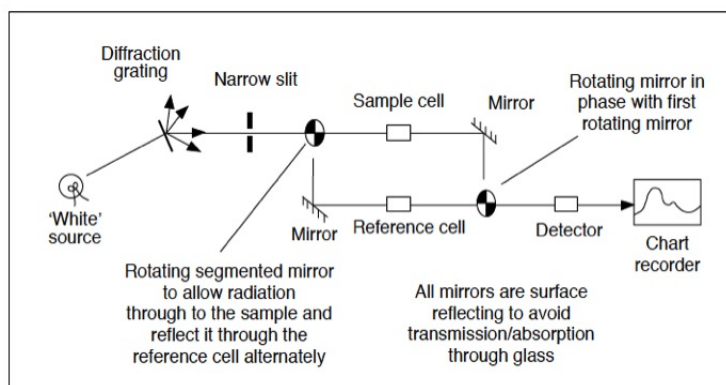 Diffraction
grating
Narrow slit
Sample cell
Mirror
Rotating mirror in
phase with first
rotating mirror
'White'
source
Mirror
Reference cell
Detector
Chart
recorder
Rotating segmented mirror
to allow radiation
through to the sample and
reflect it through the
reference cell alternately
All mirrors are surface
reflecting to avoid
transmission/absorption
through glass